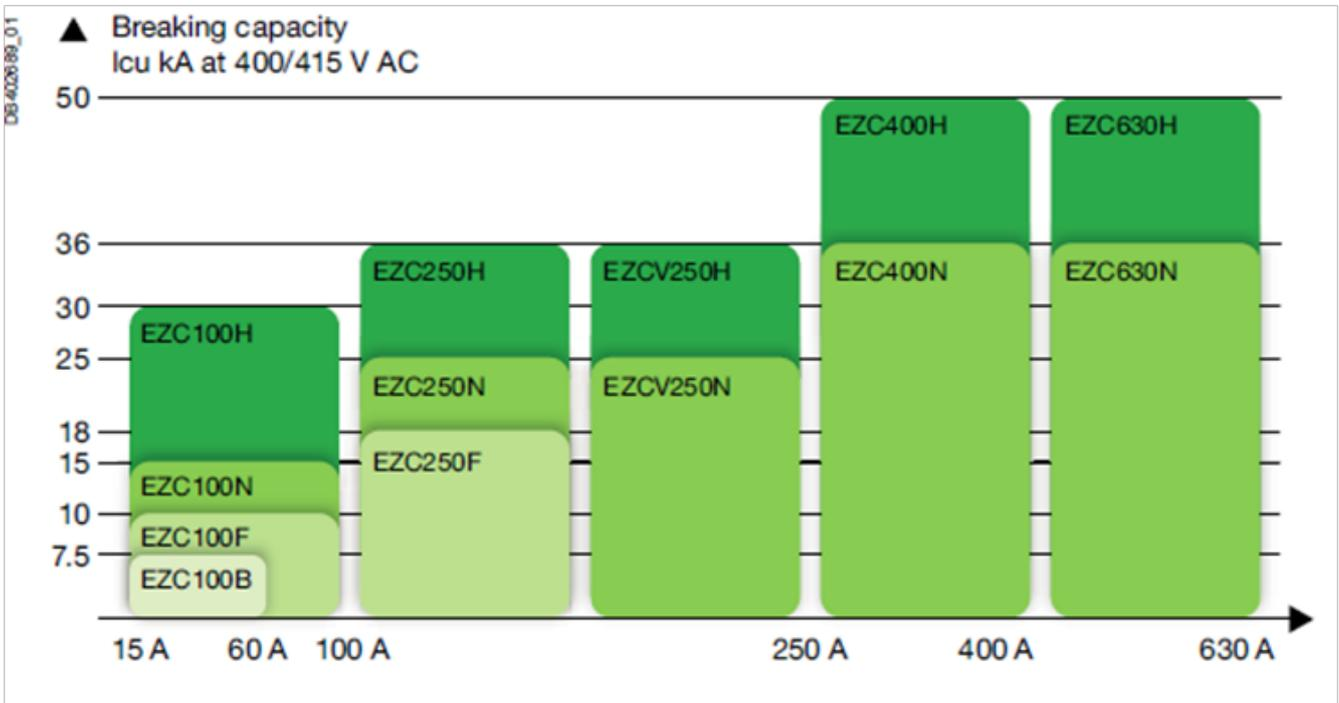 DB402689_01
Breaking capacity
Icu kA at 400/415 V AC
50
EZC400H
EZC630H
36
EZC250H
EZCV250H
EZC400N
EZC630N
30
EZC100H
25
EZC250N
EZCV250N
18
15
EZC250F
EZC100N
10
EZC100F
7.5
EZC100B
15 A
60 A
100 A
250 A
400 A
630 A